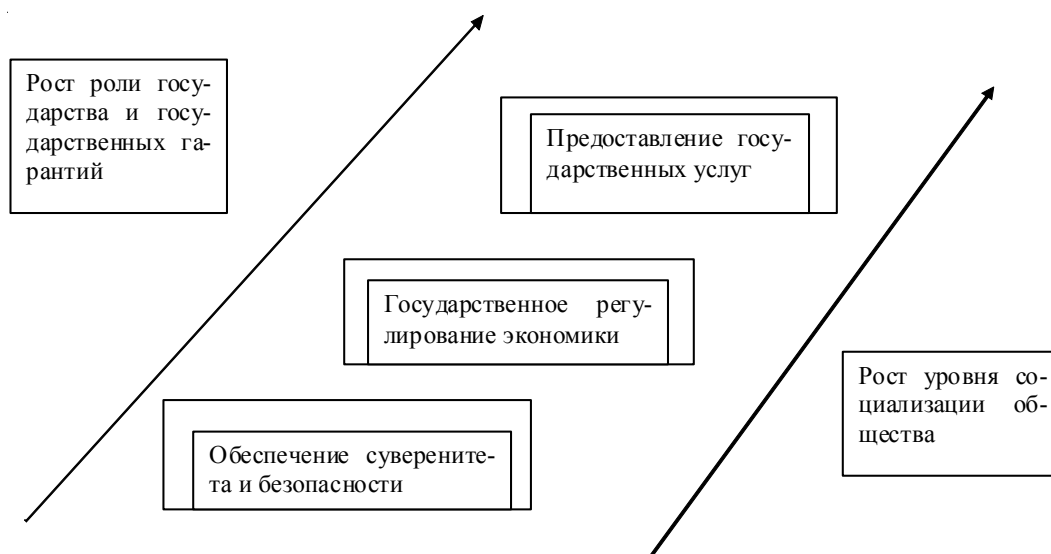 Рост роли госу-
дарства и госу-
дарственных га-
рантий
Предоставление госу-
дарственных услуг
Государственное регу-
лирование экономики
Рост уровня со-
циализации об-
щества
Обеспечение суверените-
та и безопасности